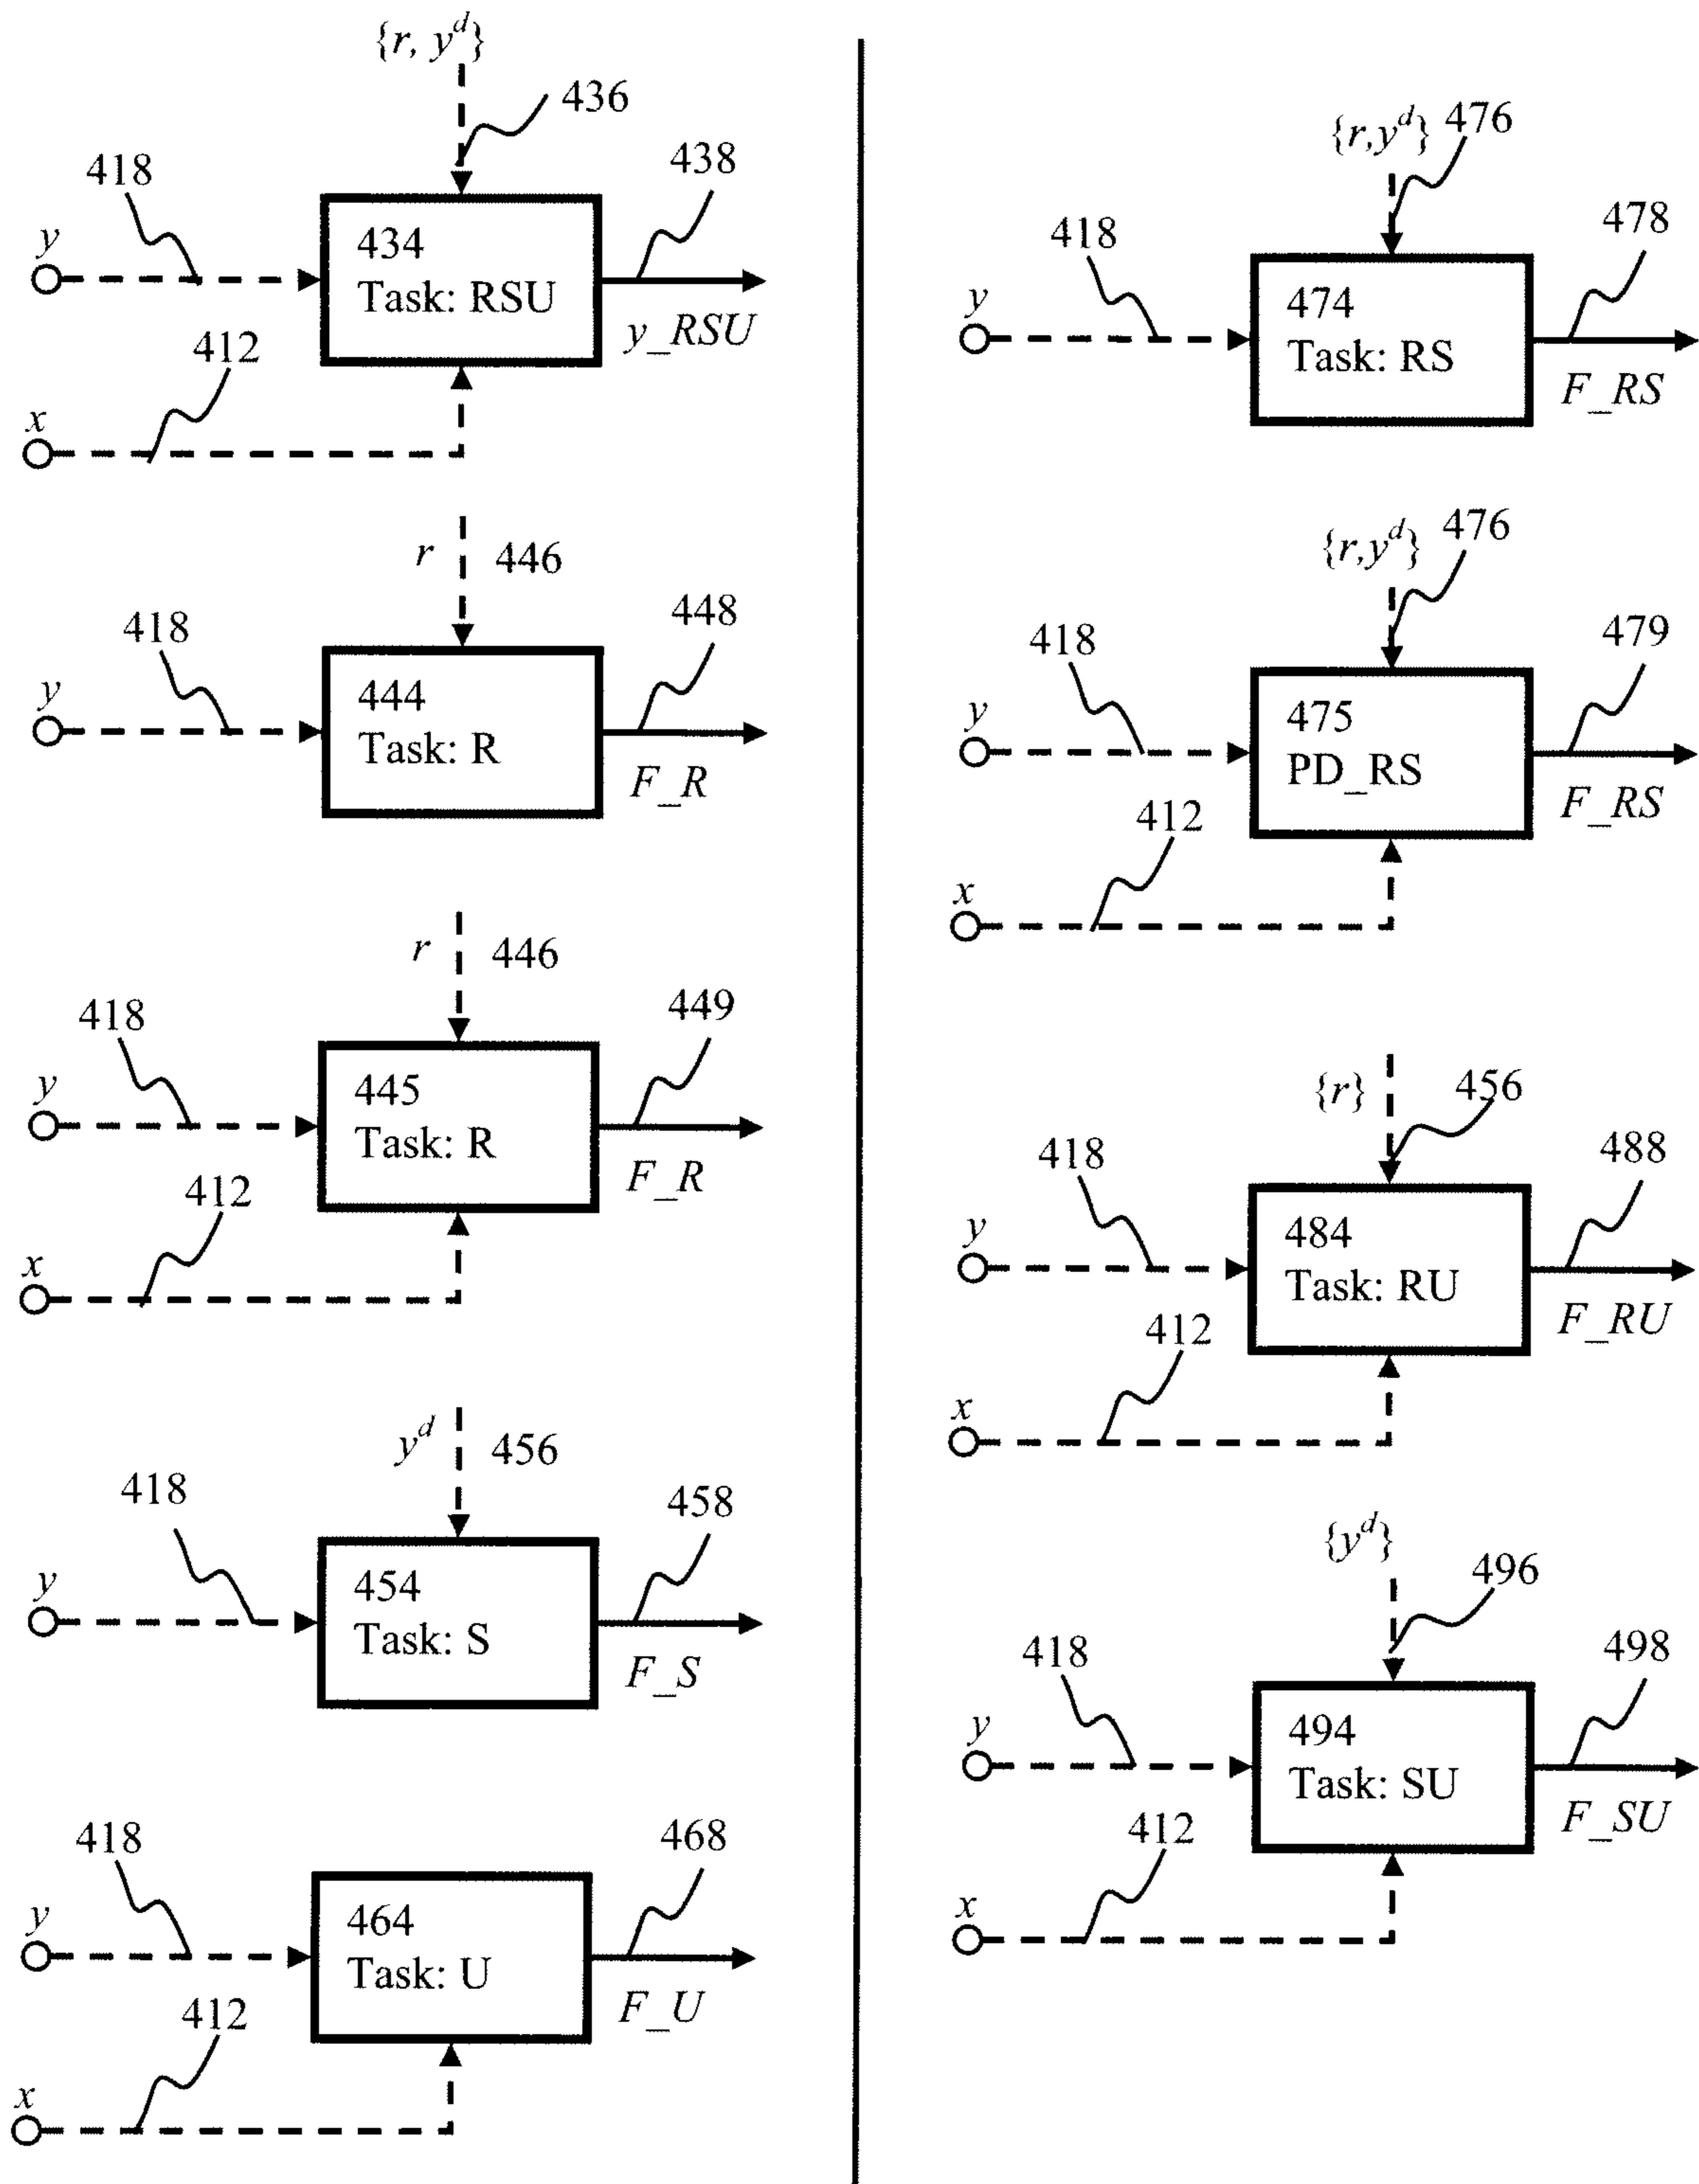 {r, y^d}
436
418
438
y
434
Task: RSU
y_RSU
412
x
r
446
418
448
y
444
Task: R
F_R
r
446
418
449
y
445
Task: R
F_R
412
x
y^d
456
418
458
y
454
Task: S
F_S
418
468
y
464
Task: U
F_U
412
x
{r,y^d}
476
418
478
y
474
Task: RS
F_RS
{r,y^d}
476
418
479
y
475
PD_RS
F_RS
412
x
{r}
456
418
488
y
484
Task: RU
F_RU
412
x
{y^d}
496
418
498
y
494
Task: SU
F_SU
412
x